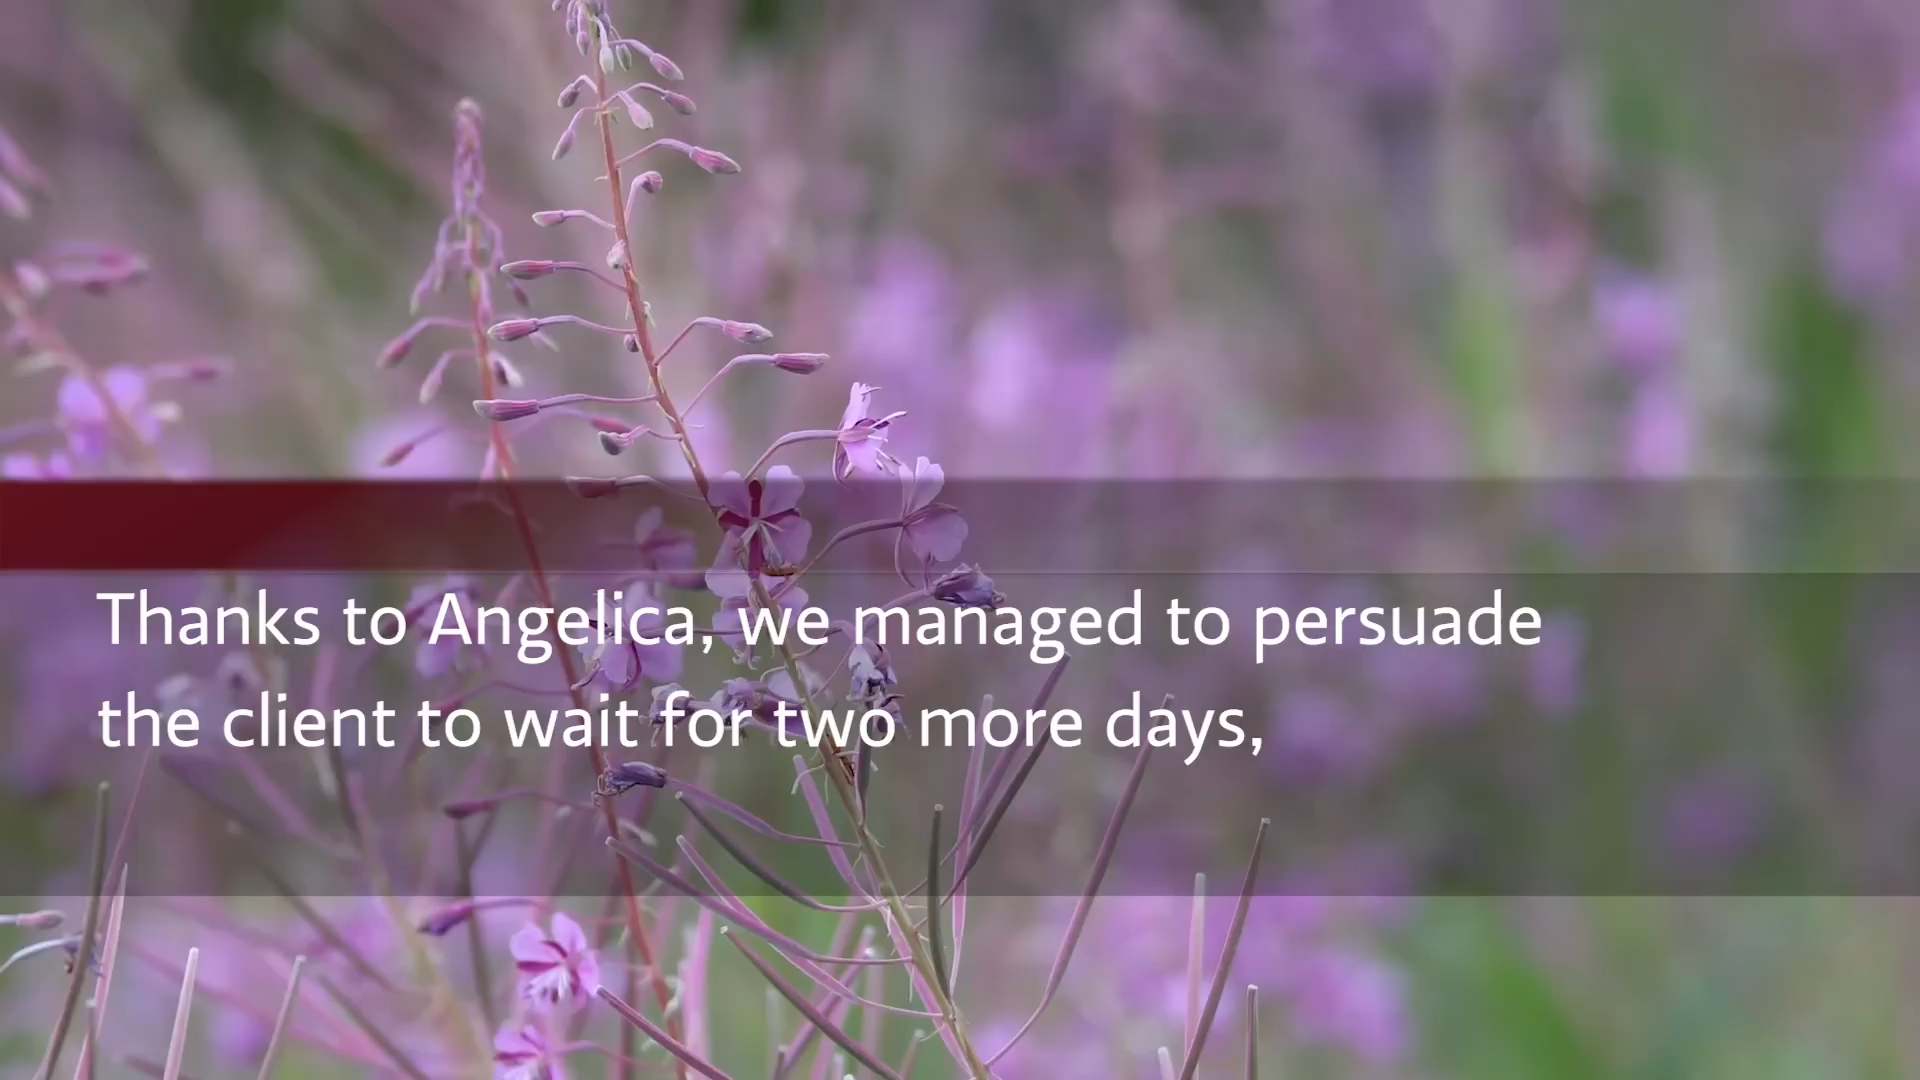 Thanks to Angelica, we managed to persuade
the client to wait for two more days,